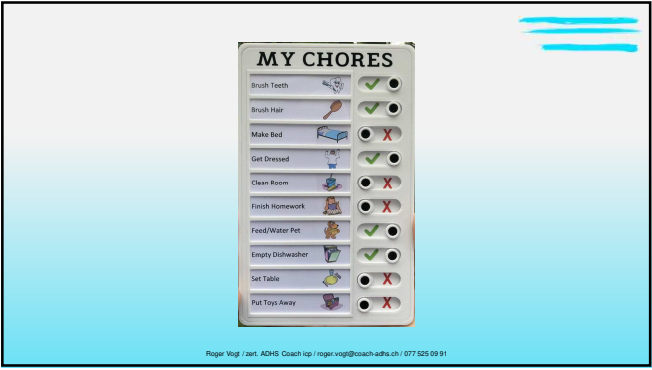 MY CHORES
Brush Teeth
Brush Hair
Make Bed
Get Dressed
Clean Room
Finish Homework
Feed/Water Pet
Empty Dishwasher
Set Table
Put Toys Away
Roger Vogt / zert. ADHS Coach icp / roger.vogt@coach-adhs.ch / 077 525 09 91